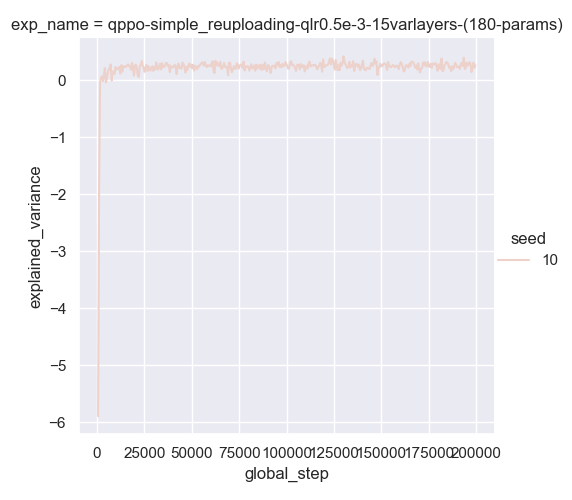 exp_name = qppo-simple_reuploading-qlr0.5e-3-15varlayers-(180-params)
0
−1
−2
−3
−4
−5
−6
explained_variance
seed
10
0 25000 50000 75000 100000 125000 150000 175000 200000
global_step